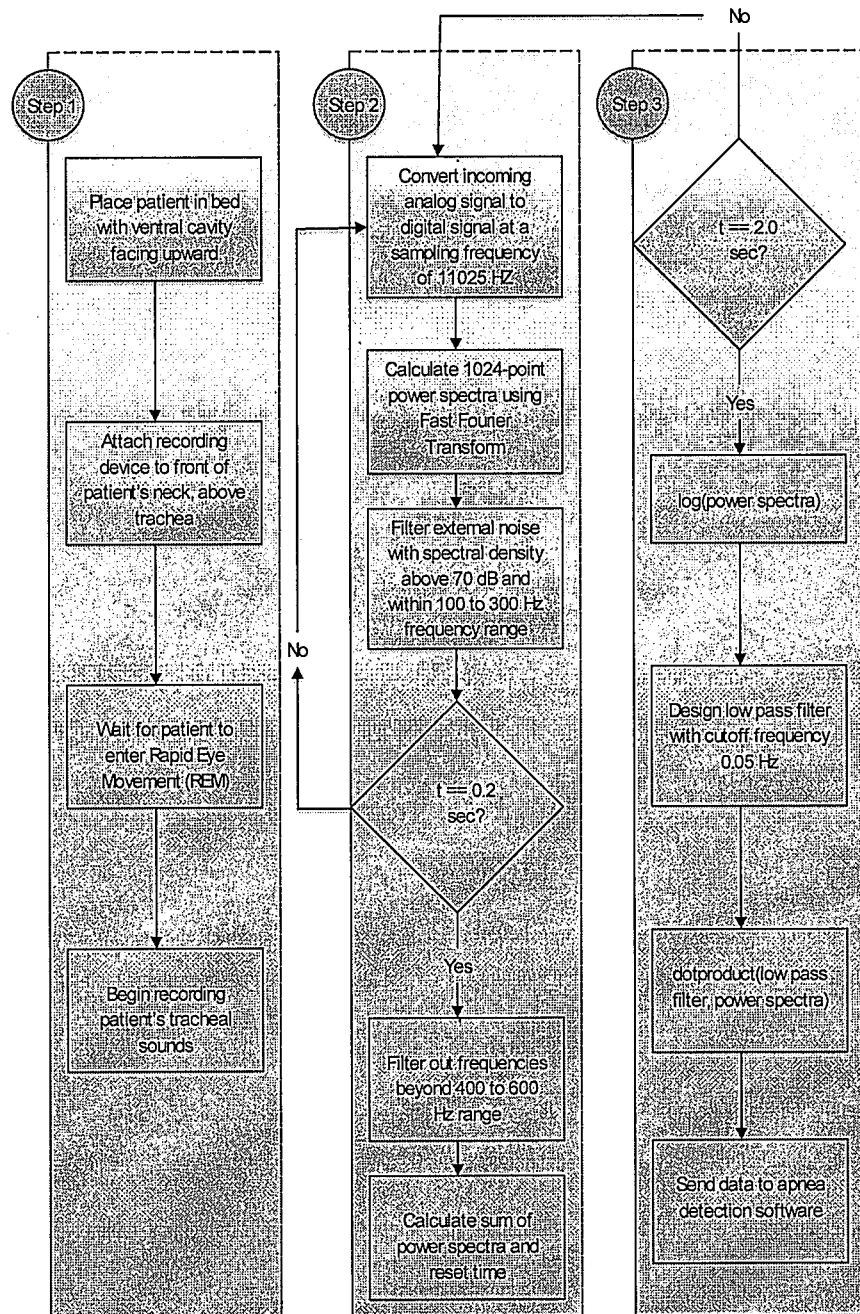 No
Step 1
Place patient in bed
with ventral cavity
facing upward
Attach recording
device to front of
patient's neck, above
trachea
Wait for patient to
enter Rapid Eye
Movement (REM)
Begin recording
patient's tracheal
sounds
Step 2
Convert incoming
analog signal to
digital signal at a
sampling frequency
of 11025 HZ
Calculate 1024-point
power spectra using
Fast Fourier
Transform
Filter external noise
with spectral density
above 70 dB and
within 100 to 300 Hz
frequency range
No
t == 0.2
sec?
Yes
Filter out frequencies
beyond 400 to 600
Hz range
Calculate sum of
power spectra and
reset time
Step 3
t == 2.0
sec?
Yes
log(power spectra)
Design low pass filter
with cutoff frequency
0.05 Hz
dotproduct(low pass
filter, power spectra)
Send data to apnea
detection software